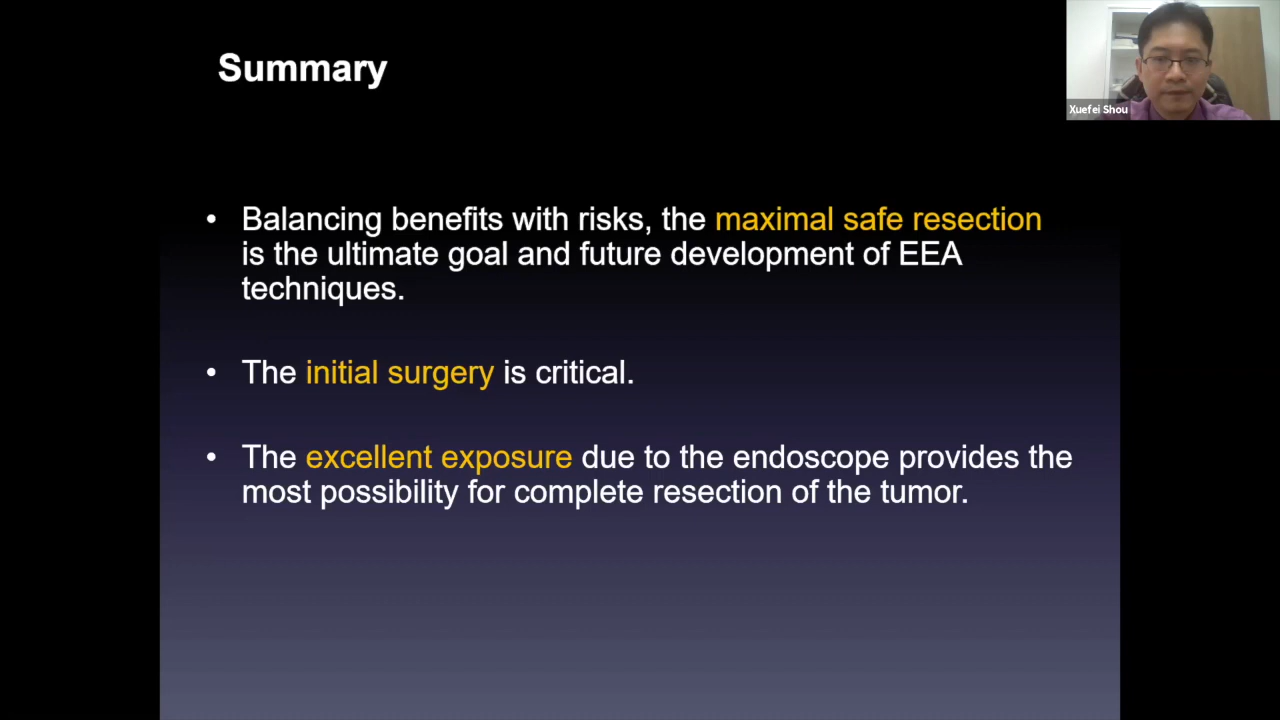 Summary
Xuefei Shou
• Balancing benefits with risks, the maximal safe resection
is the ultimate goal and future development of EEA
techniques.
• The initial surgery is critical.
• The excellent exposure due to the endoscope provides the
most possibility for complete resection of the tumor.